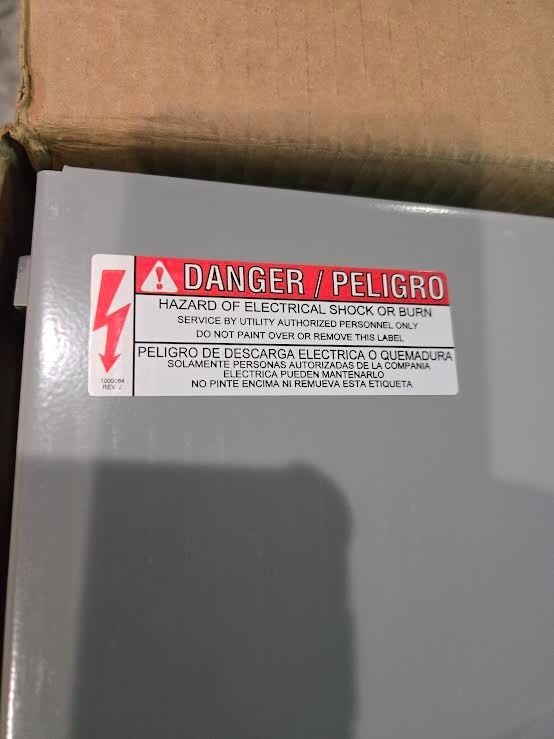 DANGER / PELIGRO
HAZARD OF ELECTRICAL SHOCK OR BURN
SERVICE BY UTILITY AUTHORIZED PERSONNEL ONLY
DO NOT PAINT OVER OR REMOVE THIS LABEL
PELIGRO DE DESCARGA ELECTRICA O QUEMADURA
SOLAMENTE PERSONAS AUTORIZADAS DE LA COMPANIA
ELECTRICA PUEDEN MANTENARLO
NO PINTE ENCIMA NI REMUEVA ESTA ETIQUETA
REV J